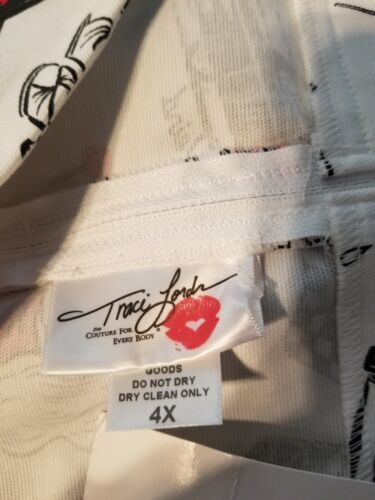 Traci Lords
for
COUTURE FOR
EVERY BODY®
GOODS
DO NOT DRY
DRY CLEAN ONLY
4X